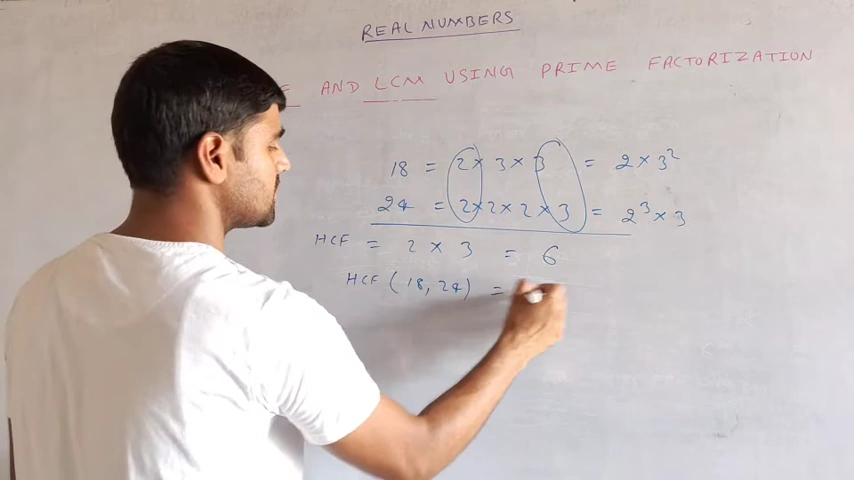 REAL NUMBERS
AND LCM USING PRIME FACTORIZATION
18 = 2 × 3 × 3 = 2 × 3²
24 = 2 × 2 × 2 × 3 = 2³ × 3
HCF = 2 × 3 = 6
HCF (18, 24) =